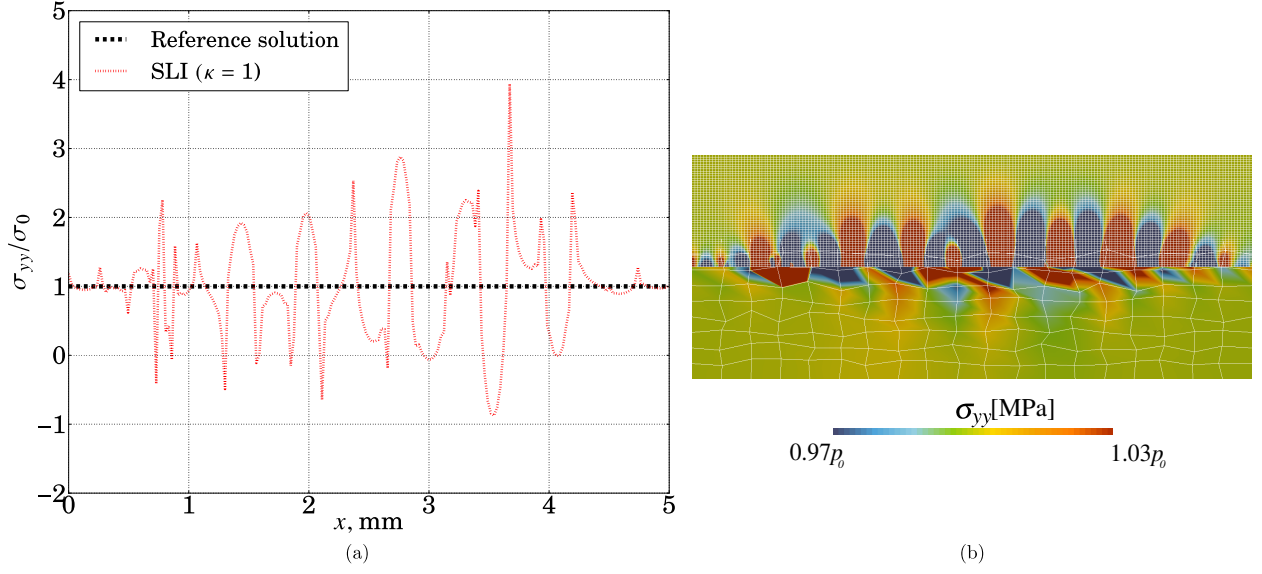 5
4
3
2
1
0
−1
−2
0 1 2 3 4 5
σyy/σ0
x, mm
Reference solution
SLI (κ = 1)
(a)
σyy[MPa]
0.97p0
1.03p0
(b)